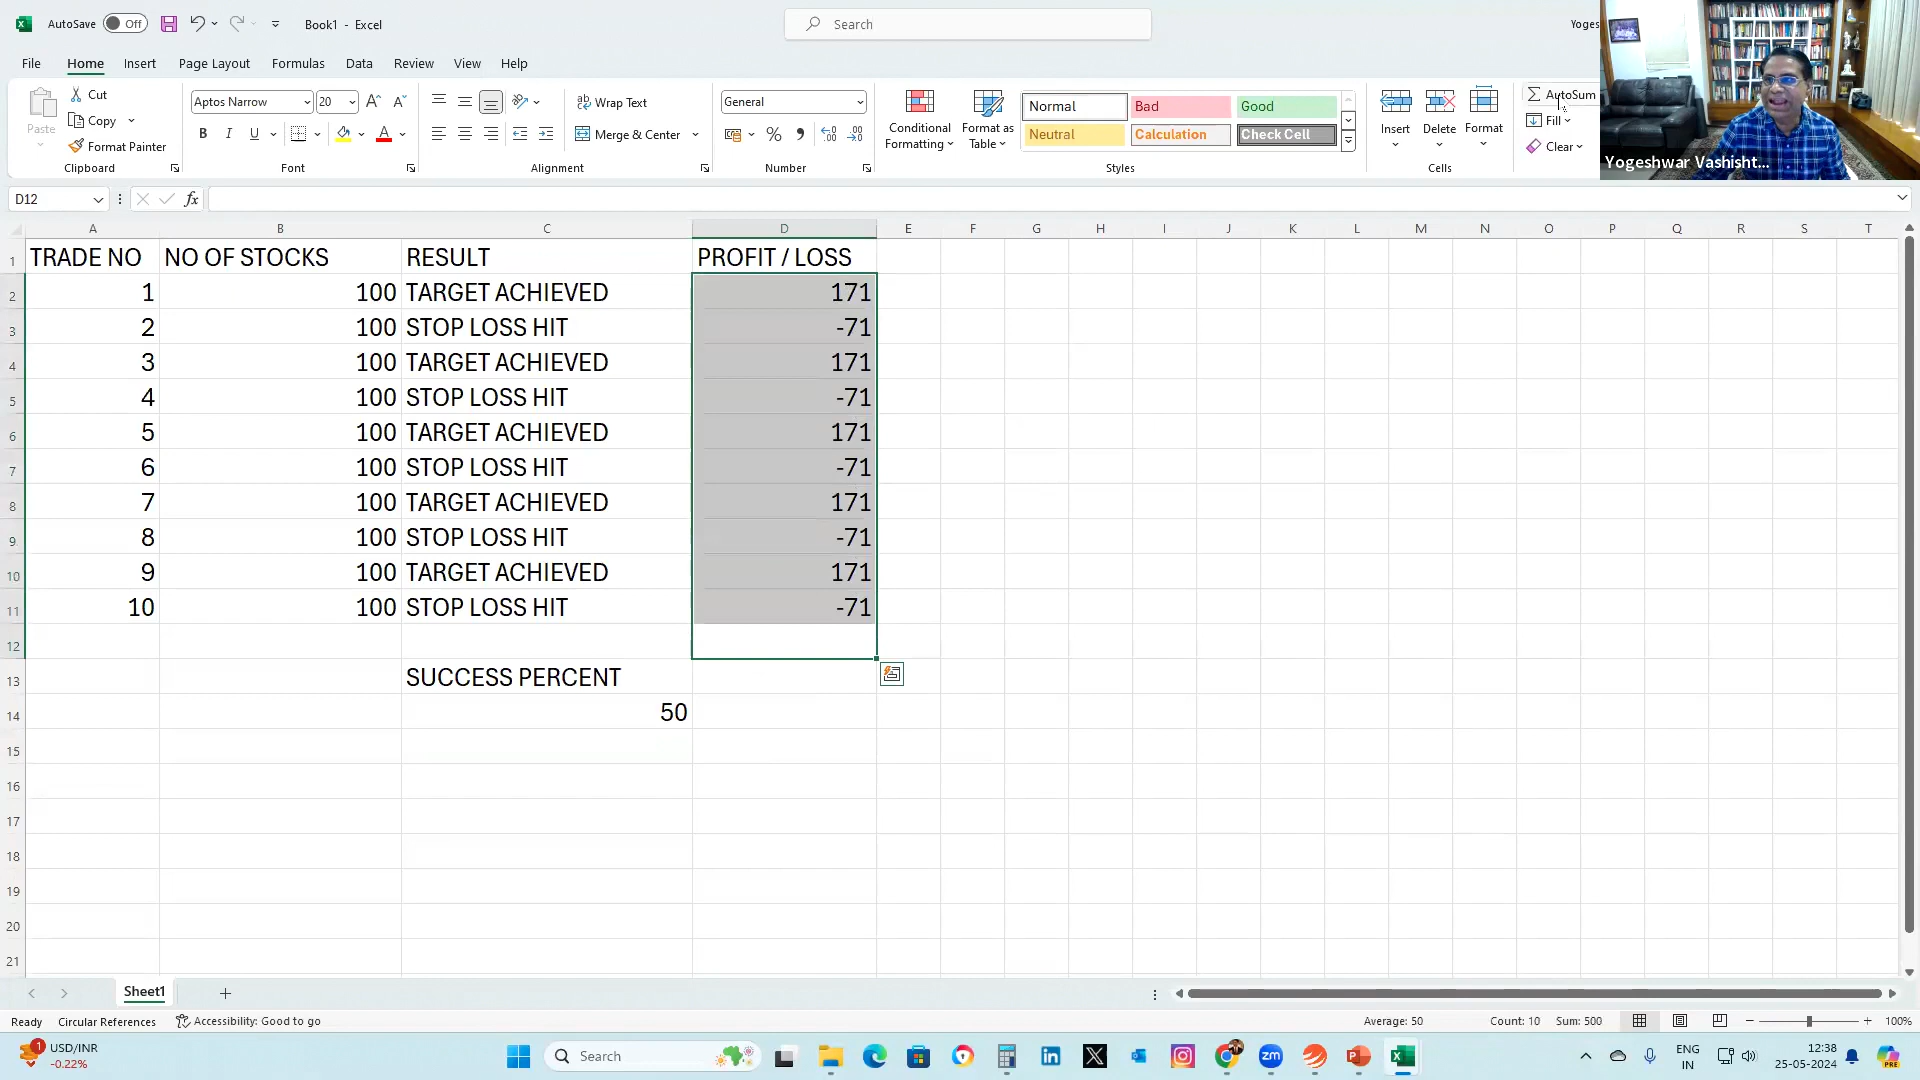 AutoSave Off Book1 - Excel Search Yoges
File Home Insert Page Layout Formulas Data Review View Help
Paste Cut Copy Format Painter Clipboard
Aptos Narrow 20 B I U Font
Wrap Text Merge & Center Alignment
General Number
Conditional Formatting Format as Table
Normal Bad Good
Neutral Calculation Check Cell
Styles
Insert Delete Format Cells
AutoSum Fill Clear
Yogeshwar Vashisht...
D12 fx
A B C D E F G H I J K L M N O P Q R S T
1 TRADE NO NO OF STOCKS RESULT PROFIT / LOSS
2 1 100 TARGET ACHIEVED 171
3 2 100 STOP LOSS HIT -71
4 3 100 TARGET ACHIEVED 171
5 4 100 STOP LOSS HIT -71
6 5 100 TARGET ACHIEVED 171
7 6 100 STOP LOSS HIT -71
8 7 100 TARGET ACHIEVED 171
9 8 100 STOP LOSS HIT -71
10 9 100 TARGET ACHIEVED 171
11 10 100 STOP LOSS HIT -71
12
13 SUCCESS PERCENT
14 50
15
16
17
18
19
20
21
Sheet1
Ready Circular References Accessibility: Good to go Average: 50 Count: 10 Sum: 500 100%
1 USD/INR -0.22% Search zm ENG IN 12:38 25-05-2024 PRE